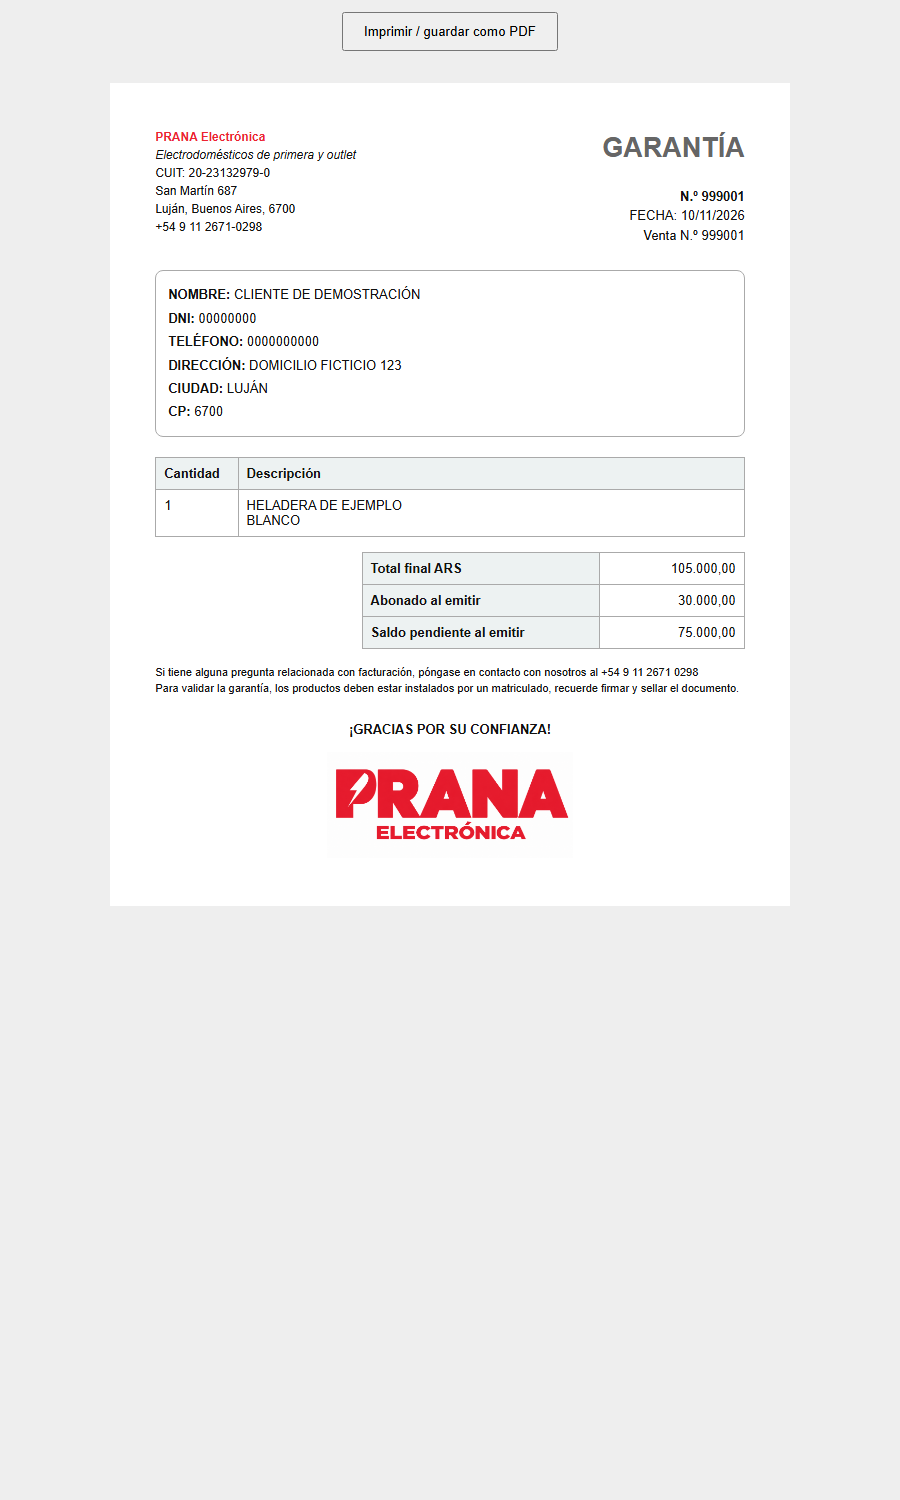 Imprimir / guardar como PDF
PRANA Electrónica
Electrodomésticos de primera y outlet
CUIT: 20-23132979-0
San Martín 687
Luján, Buenos Aires, 6700
+54 9 11 2671-0298
GARANTÍA
N.º 999001
FECHA: 10/11/2026
Venta N.º 999001
NOMBRE: CLIENTE DE DEMOSTRACIÓN
DNI: 00000000
TELÉFONO: 0000000000
DIRECCIÓN: DOMICILIO FICTICIO 123
CIUDAD: LUJÁN
CP: 6700
Cantidad Descripción
1 HELADERA DE EJEMPLO
BLANCO
Total final ARS 105.000,00
Abonado al emitir 30.000,00
Saldo pendiente al emitir 75.000,00
Si tiene alguna pregunta relacionada con facturación, póngase en contacto con nosotros al +54 9 11 2671 0298
Para validar la garantía, los productos deben estar instalados por un matriculado, recuerde firmar y sellar el documento.
¡GRACIAS POR SU CONFIANZA!
PRANA
ELECTRÓNICA